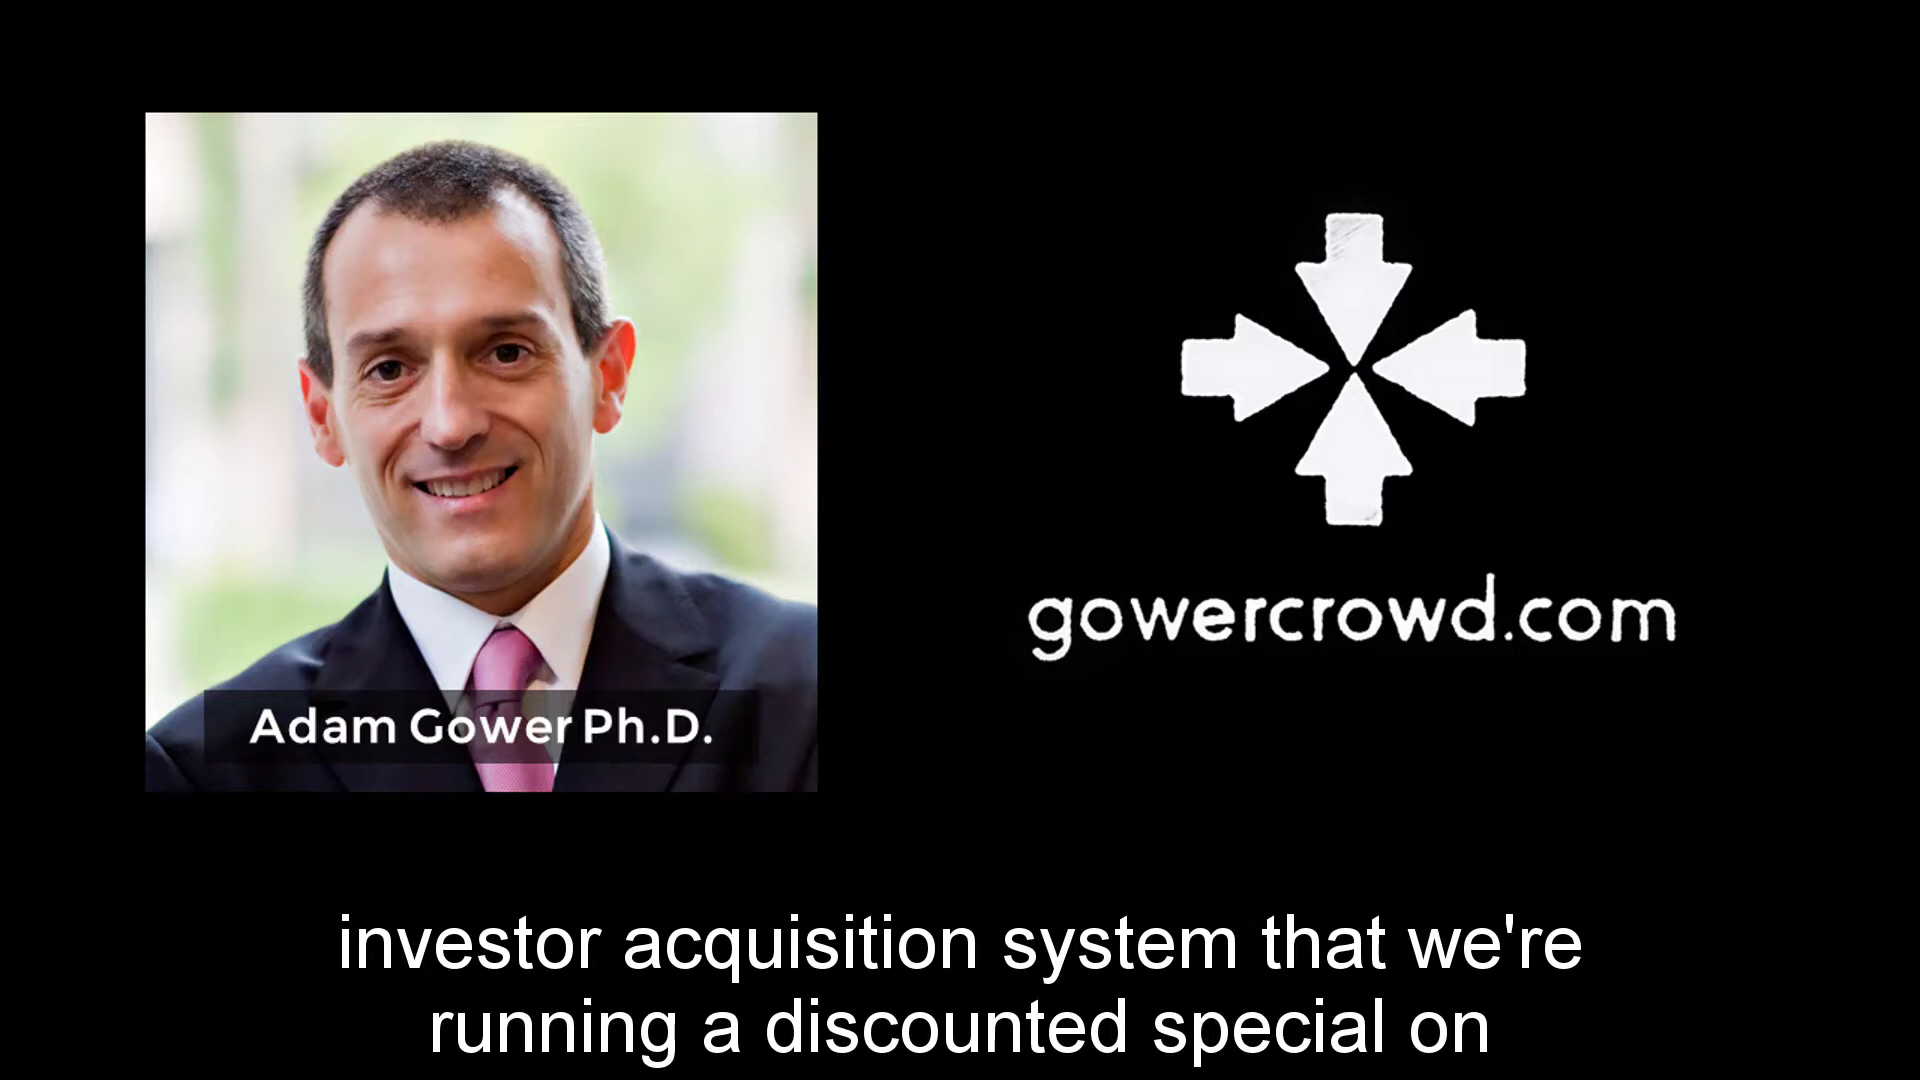 Adam Gower Ph.D.
gowercrowd.com
investor acquisition system that we're
running a discounted special on